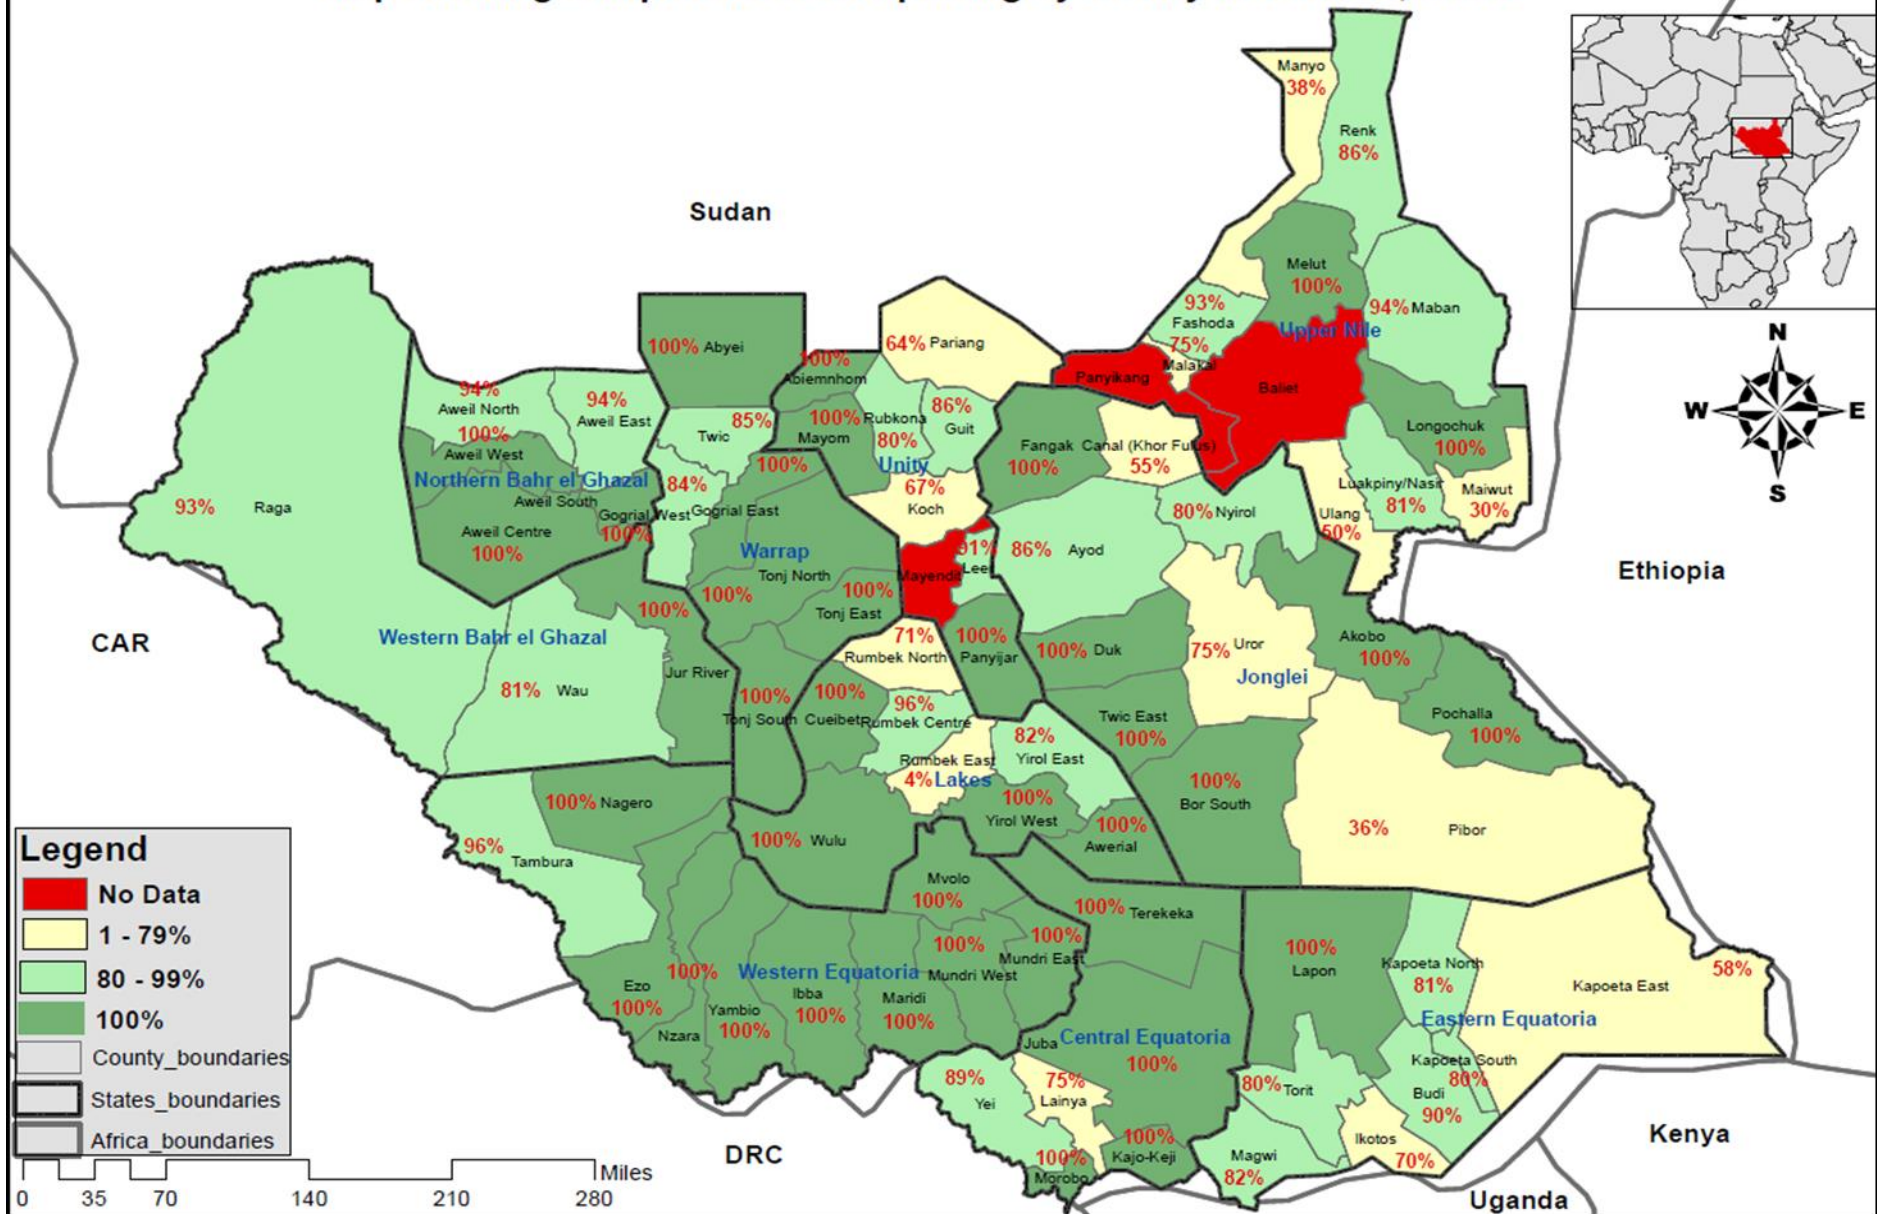 Manyo
38%
Renk
86%
Sudan
Melut
100%
93%
Fashoda
94% Maban
Upper Nile
75%
Malakal
64% Pariang
100% Abyei
100%
Abiemnhom
Panyikang
Baliet
N
W
E
S
94%
Aweil North
94%
Aweil East
85%
Twic
100%
Mayom
Rubkona
80%
86%
Guit
Unity
Fangak
100%
Canal (Khor Fulus)
55%
Longochuk
100%
100%
Aweil West
Northern Bahr el Ghazal
Aweil South
100%
84%
Gogrial West
Gogrial East
100%
67%
Koch
Luakpiny/Nasir
81%
Maiwut
30%
Ulang
50%
80% Nyirol
93%
Raga
Aweil Centre
100%
Warrap
Tonj North
100%
Mayendit
91%
Leer
86%
Ayod
Ethiopia
100%
Tonj East
100%
CAR
Western Bahr el Ghazal
81% Wau
Jur River
71%
Rumbek North
100%
Panyijar
100% Duk
75% Uror
Jonglei
Akobo
100%
100%
Tonj South
100%
Cueibet
96%
Rumbek Centre
82%
Yirol East
Twic East
100%
Pochalla
100%
Rumbek East
4%
Lakes
100%
Yirol West
100%
Bor South
36%
Pibor
100% Nagero
96%
Tambura
100% Wulu
100%
Awerial
Mvolo
100%
100% Terekeka
100%
Mundri West
100%
Mundri East
100%
Lapon
Kapoeta North
81%
Kapoeta East
58%
Western Equatoria
Ezo
100%
100%
Nzara
Yambio
100%
Ibba
100%
Maridi
100%
Juba
Central Equatoria
100%
Eastern Equatoria
Kapoeta South
80%
Budi
90%
80% Torit
89%
Yei
75%
Lainya
100%
Kajo-Keji
100%
Morobo
Magwi
82%
Ikotos
70%
DRC
Kenya
Uganda
Legend
No Data
1 - 79%
80 - 99%
100%
County_boundaries
States_boundaries
Africa_boundaries
Miles
0 35 70 140 210 280